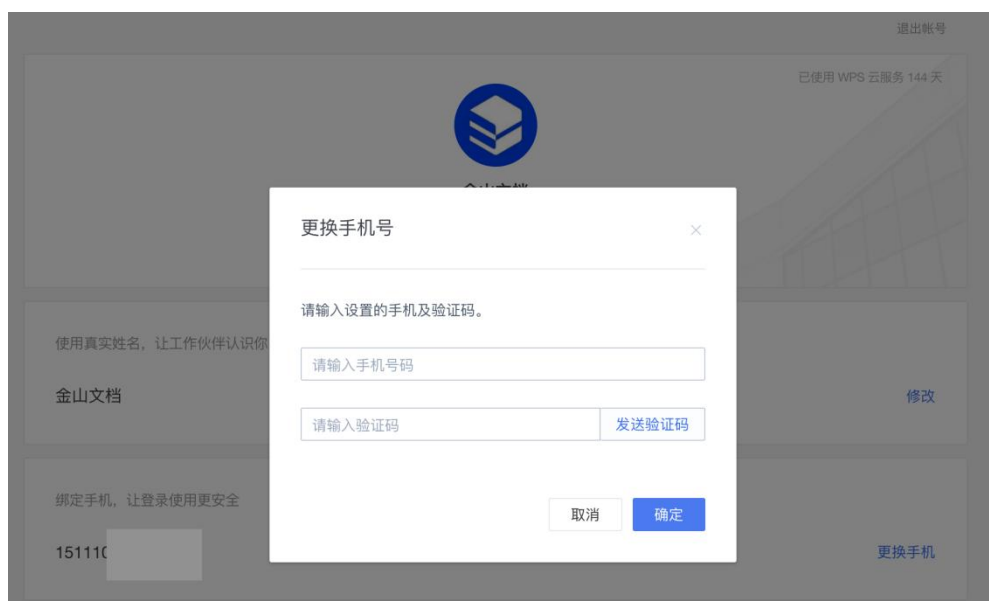 退出帐号
已使用 WPS 云服务 144 天
更换手机号
请输入设置的手机及验证码。
使用真实姓名，让工作伙伴认识你
请输入手机号码
金山文档
修改
请输入验证码
发送验证码
绑定手机，让登录使用更安全
取消
确定
151110
更换手机